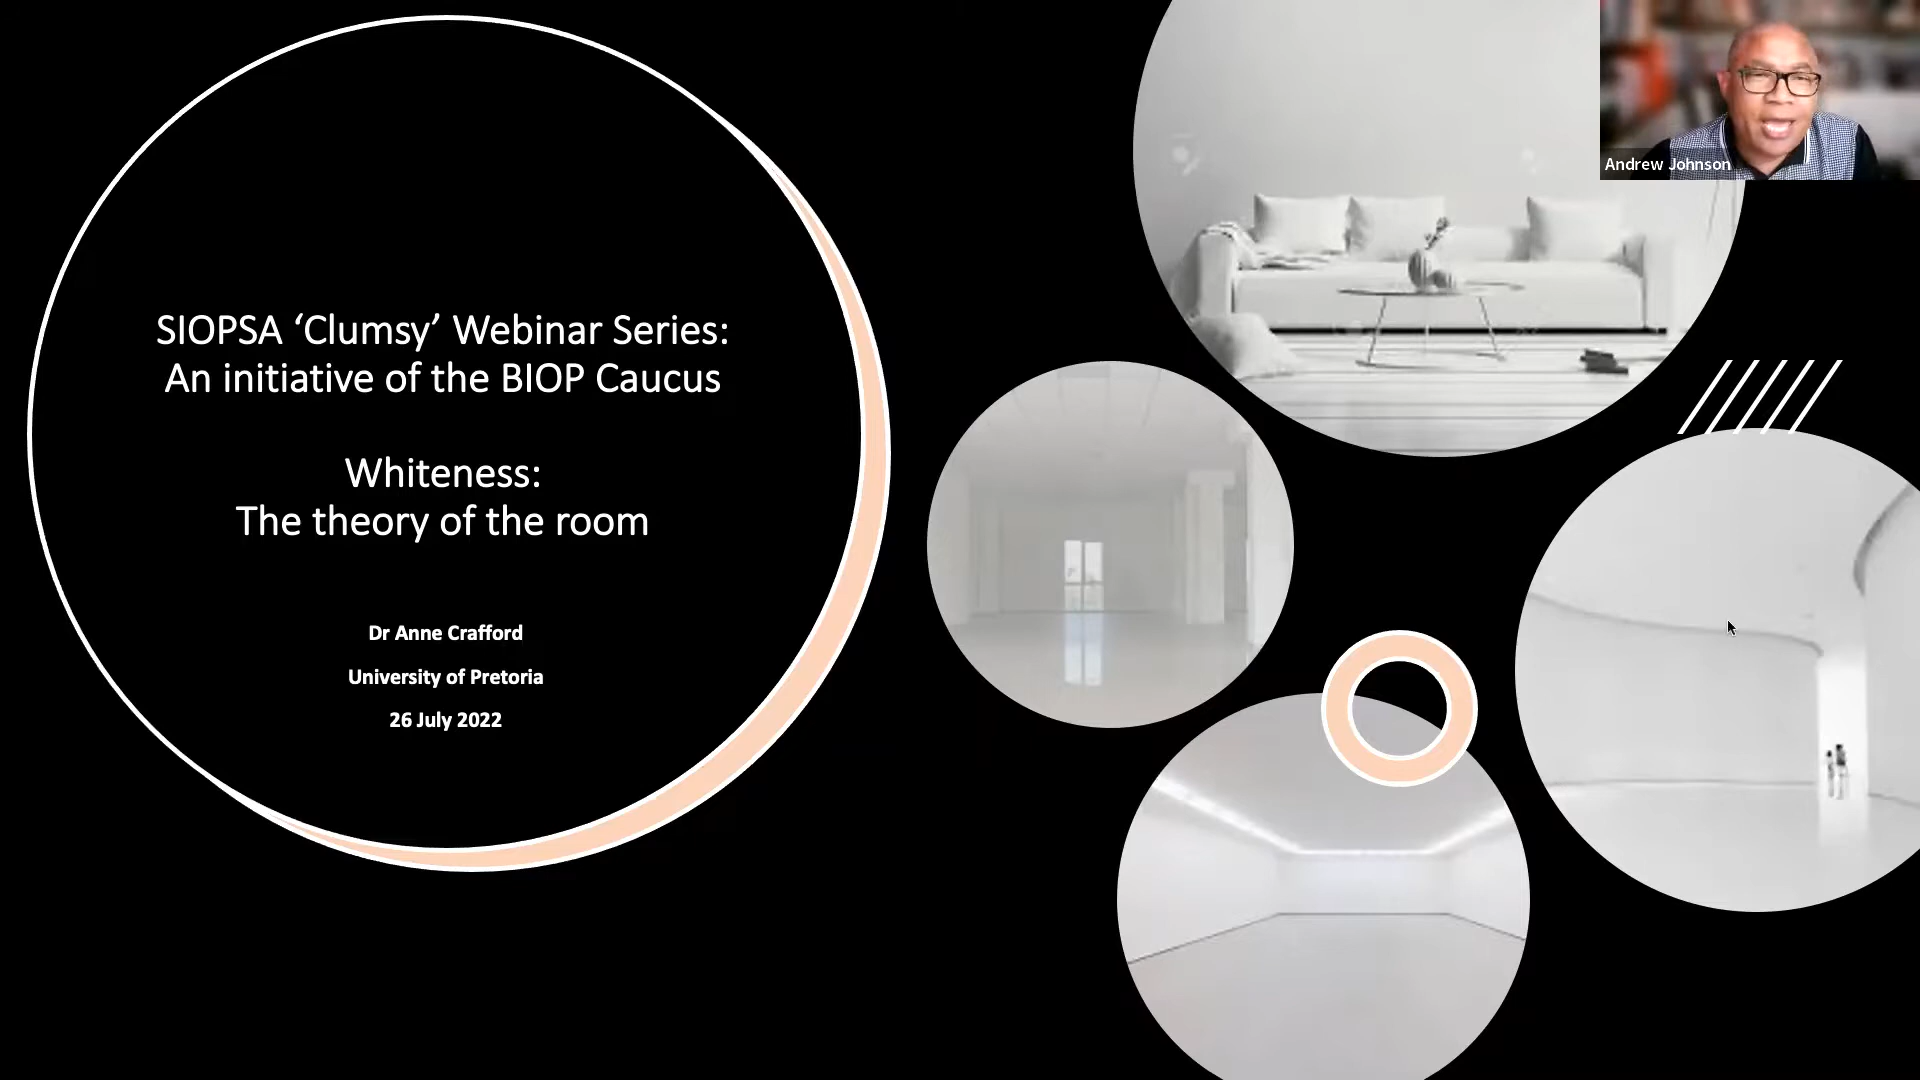 SIOPSA ‘Clumsy’ Webinar Series:
An initiative of the BIOP Caucus
Whiteness:
The theory of the room
Dr Anne Crafford
University of Pretoria
26 July 2022
Andrew Johnson